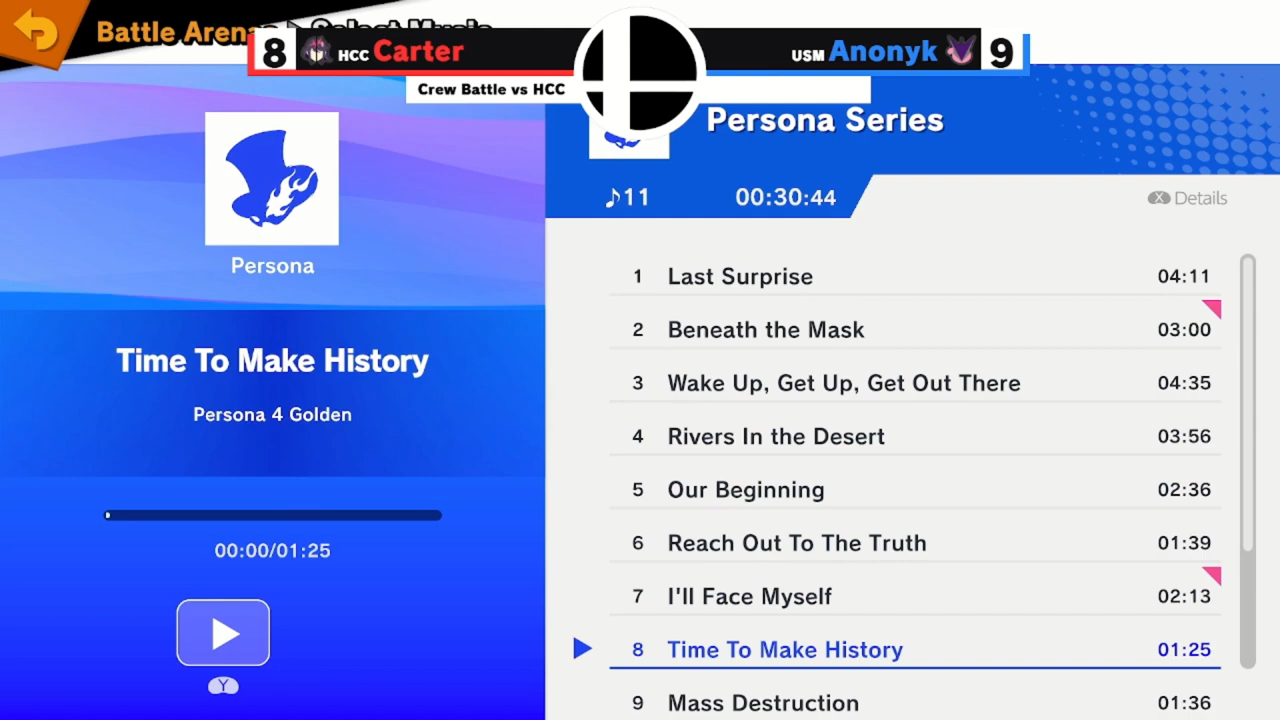 Battle Arena
8 HCC Carter
USM Anonyk 9
Crew Battle vs HCC
Persona
Time To Make History
Persona 4 Golden
00:00/01:25
Y
Persona Series
♪11 00:30:44
X Details
1 Last Surprise 04:11
2 Beneath the Mask 03:00
3 Wake Up, Get Up, Get Out There 04:35
4 Rivers In the Desert 03:56
5 Our Beginning 02:36
6 Reach Out To The Truth 01:39
7 I'll Face Myself 02:13
8 Time To Make History 01:25
9 Mass Destruction 01:36